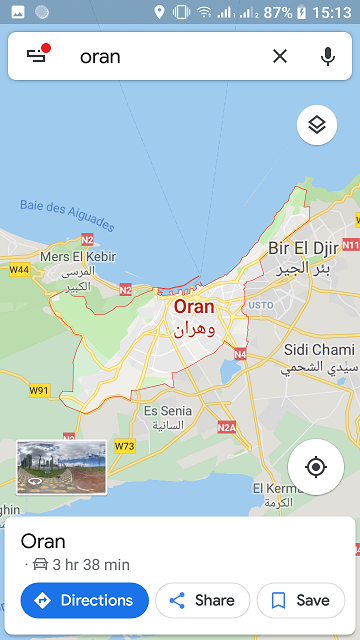 87% 15:13
oran
Baie des Aiguades
N2
Mers El Kebir
المرسى
الكبير
W44
N2
Bir El Djir
بئر الجير
N11
Oran
وهران
USTO
N4
Sidi Chami
سيدي الشحمي
W91
Es Senia
السانية
N2
W73
N2A
El Kerma
الكرمة
ghin
Oran
· 3 hr 38 min
Directions
Share
Save